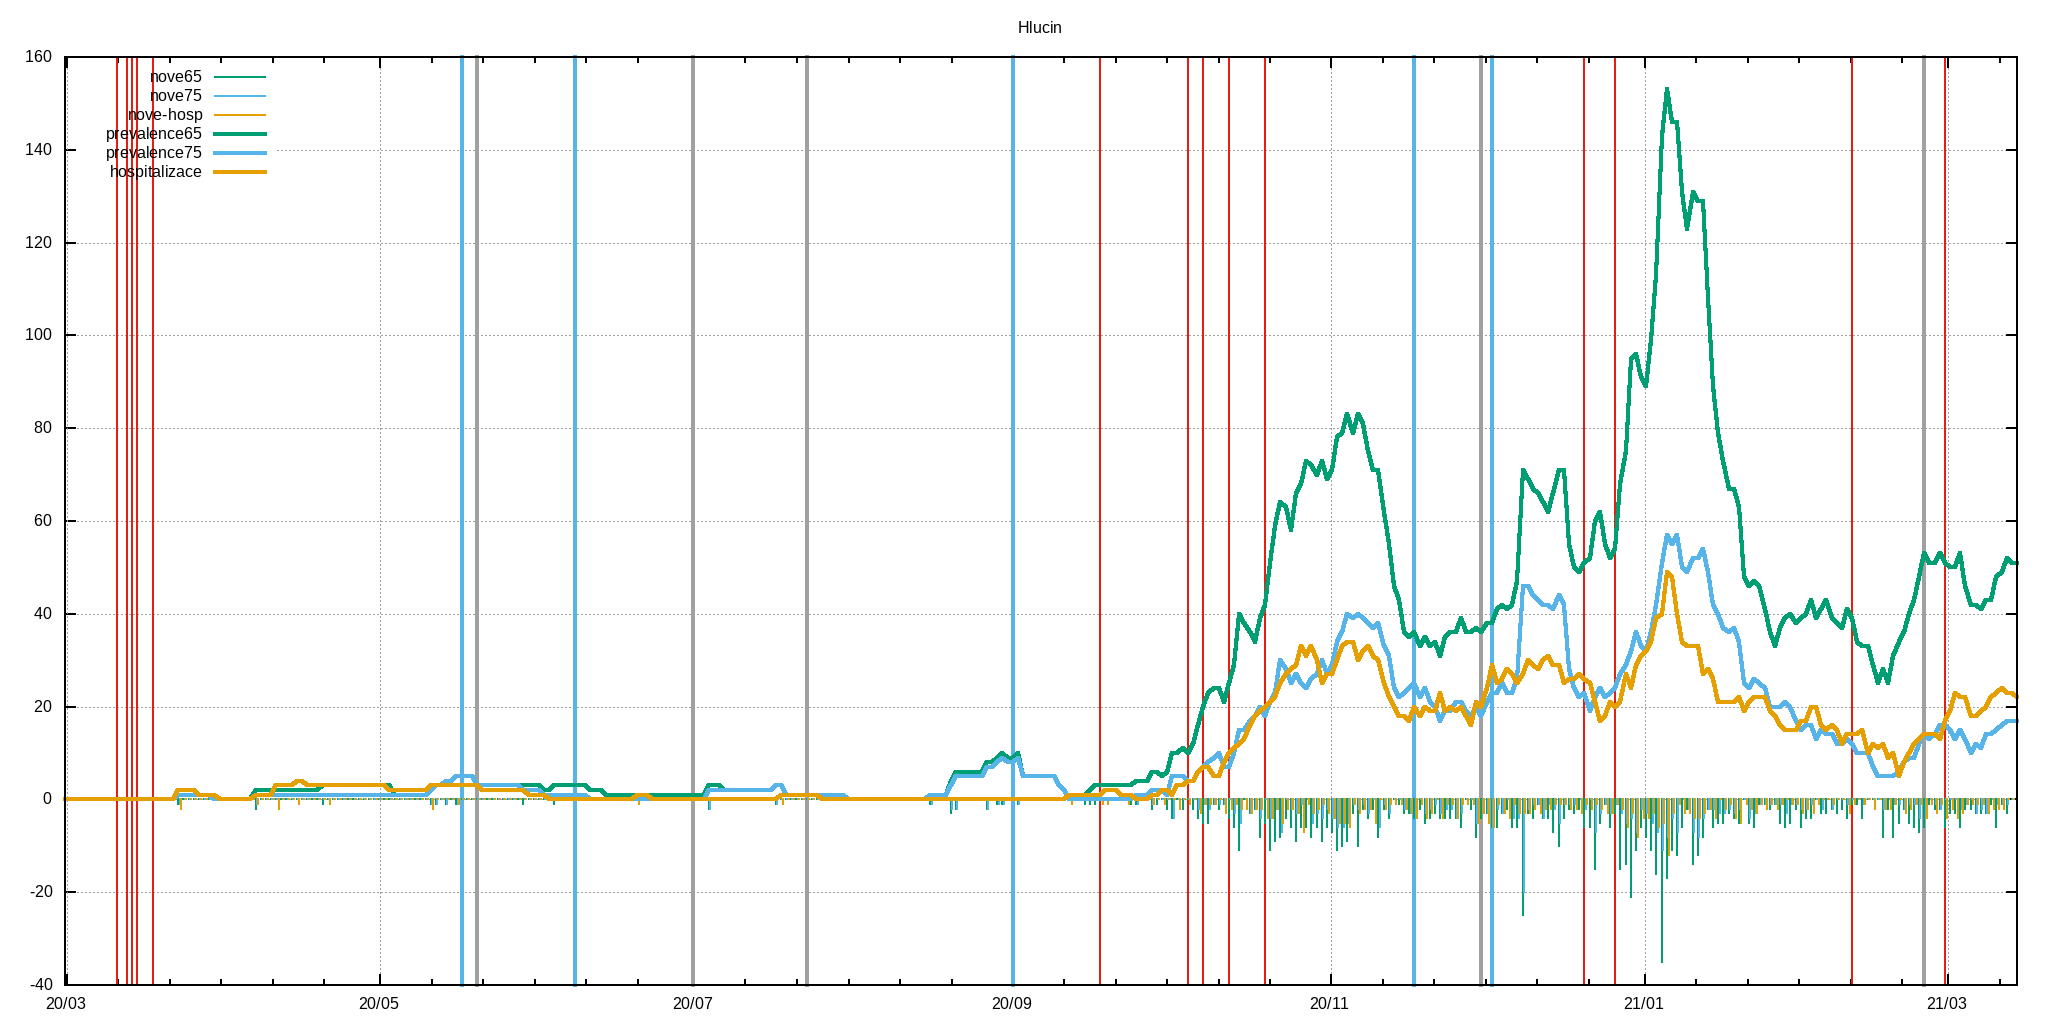 Hlucin
160
nove65
nove75
nove-hosp
prevalence65
prevalence75
hospitalizace
140
120
100
80
60
40
20
0
-20
-40
20/03 20/05 20/07 20/09 20/11 21/01 21/03